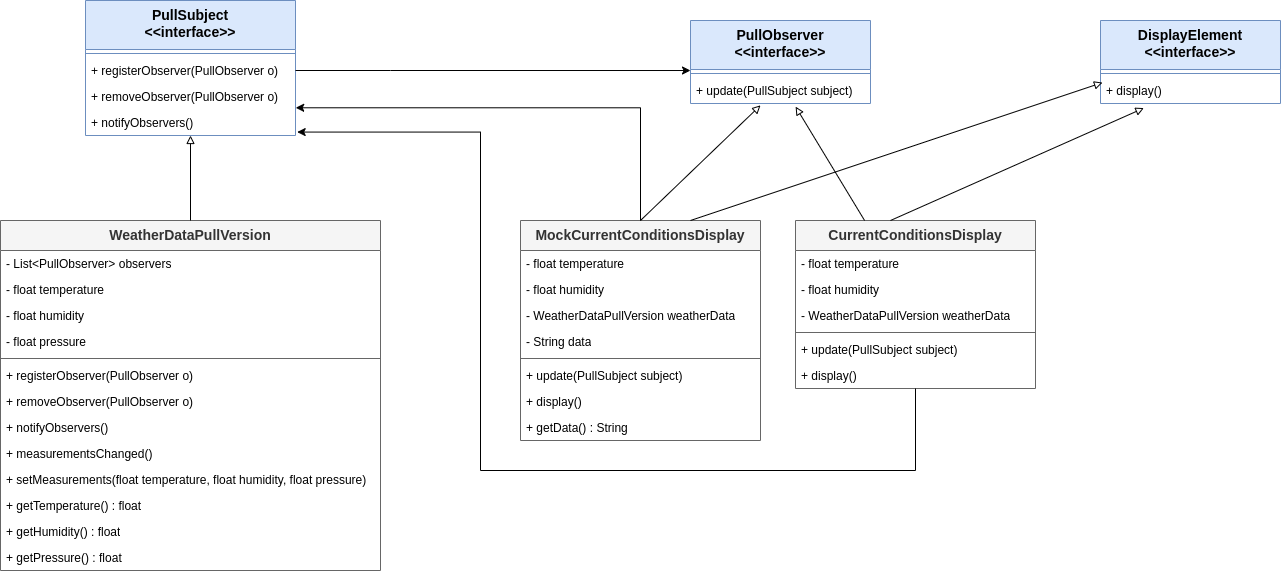 PullSubject
<<interface>>
+ registerObserver(PullObserver o)
+ removeObserver(PullObserver o)
+ notifyObservers()
PullObserver
<<interface>>
+ update(PullSubject subject)
DisplayElement
<<interface>>
+ display()
WeatherDataPullVersion
- List<PullObserver> observers
- float temperature
- float humidity
- float pressure
+ registerObserver(PullObserver o)
+ removeObserver(PullObserver o)
+ notifyObservers()
+ measurementsChanged()
+ setMeasurements(float temperature, float humidity, float pressure)
+ getTemperature() : float
+ getHumidity() : float
+ getPressure() : float
MockCurrentConditionsDisplay
- float temperature
- float humidity
- WeatherDataPullVersion weatherData
- String data
+ update(PullSubject subject)
+ display()
+ getData() : String
CurrentConditionsDisplay
- float temperature
- float humidity
- WeatherDataPullVersion weatherData
+ update(PullSubject subject)
+ display()